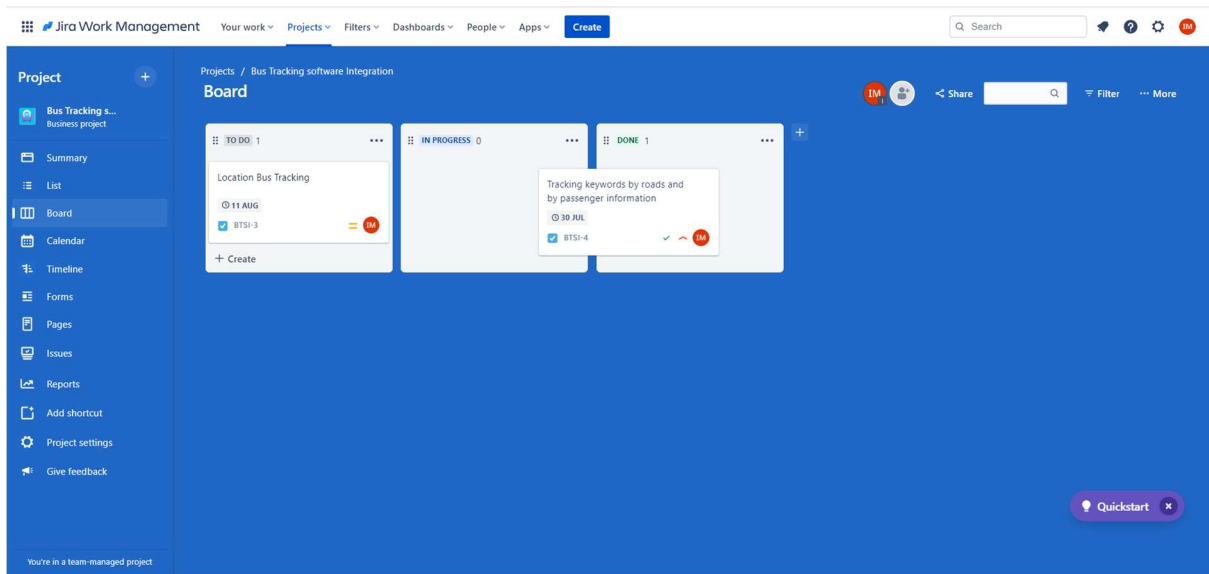 Jira Work Management Your work Projects Filters Dashboards People Apps Create Search IM
Project +
Bus Tracking s...
Business project
Summary
List
Board
Calendar
Timeline
Forms
Pages
Issues
Reports
Add shortcut
Project settings
Give feedback
You're in a team-managed project
Projects / Bus Tracking software Integration
Board
IM Share Filter ... More
TO DO 1 ...
Location Bus Tracking
11 AUG
BTSI-3 IM
+ Create
IN PROGRESS 0 ...
DONE 1 ...
+
Tracking keywords by roads and
by passenger information
30 JUL
BTSI-4 IM
Quickstart x